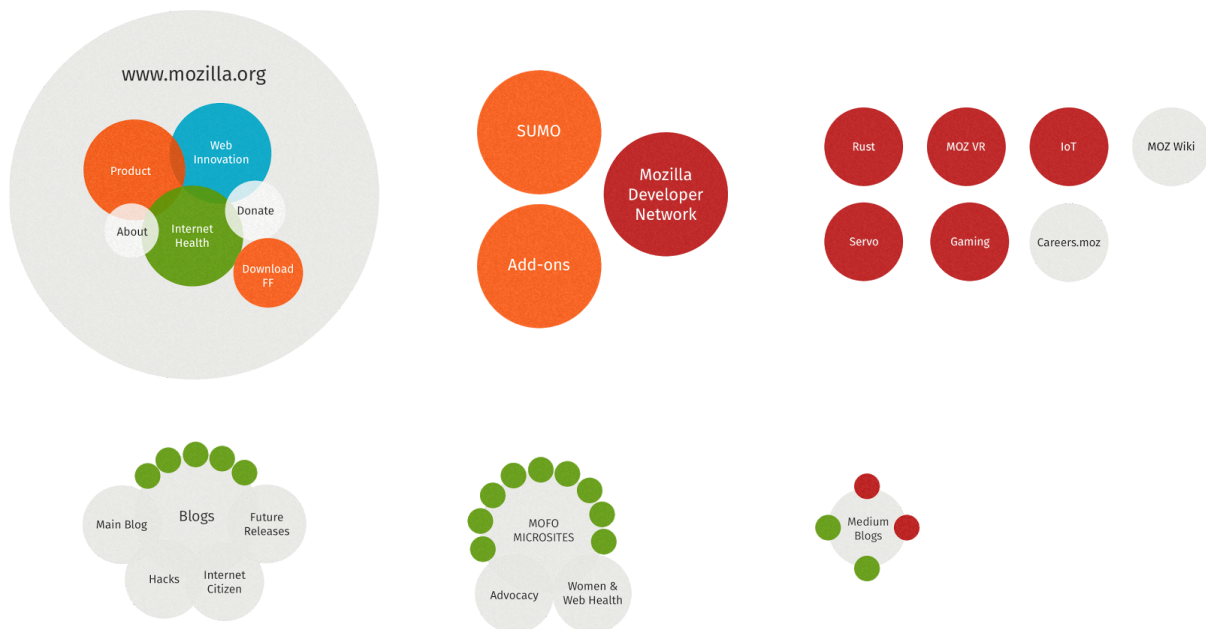 www.mozilla.org
Product
Web
Innovation
About
Internet
Health
Donate
Download
FF
SUMO
Add-ons
Mozilla
Developer
Network
Rust
MOZ VR
IoT
MOZ Wiki
Servo
Gaming
Careers.moz
Blogs
Main Blog
Future
Releases
Hacks
Internet
Citizen
MOFO
MICROSITES
Advocacy
Women &
Web Health
Medium
Blogs